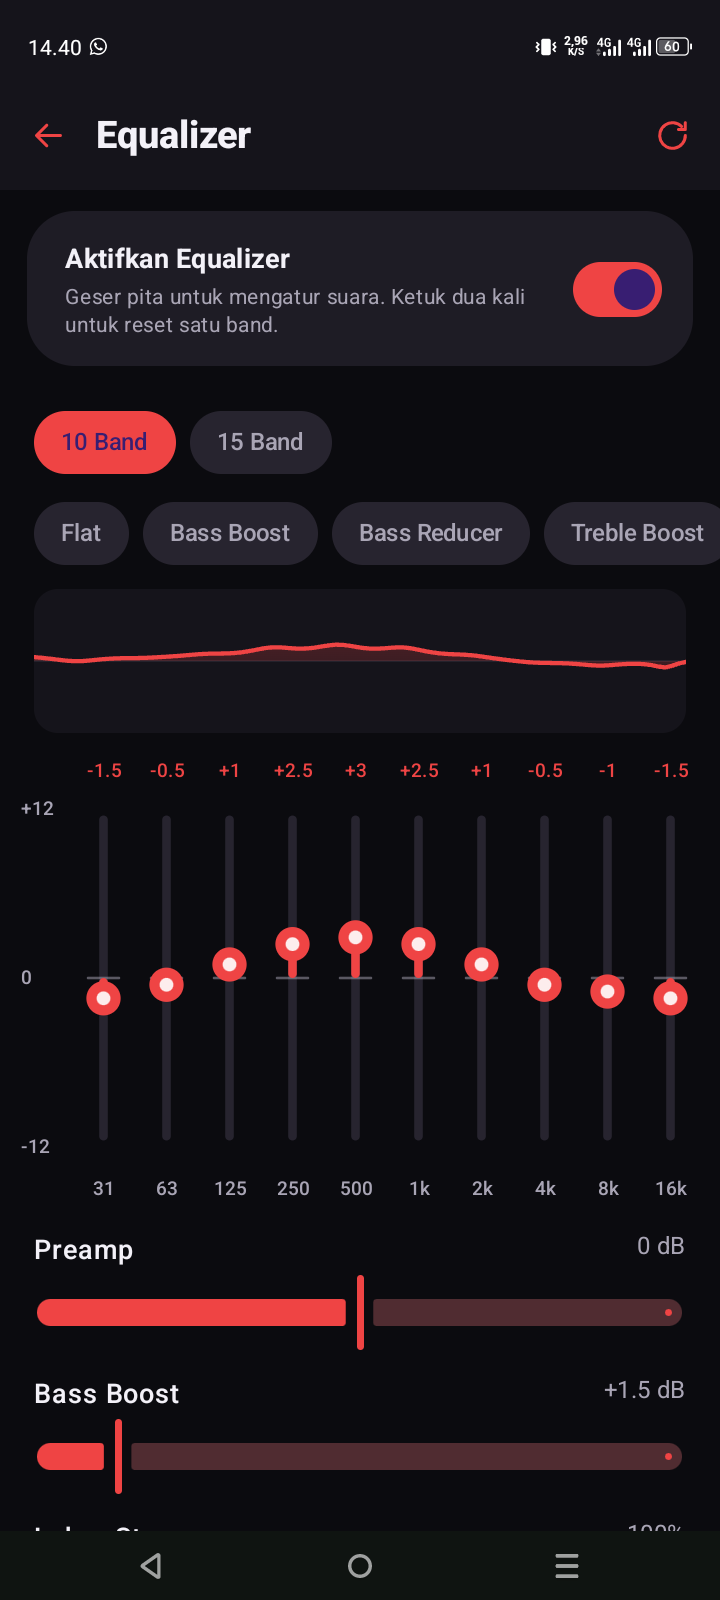 14.40
2,96
K/S
4G
4G
60
Equalizer
Aktifkan Equalizer
Geser pita untuk mengatur suara. Ketuk dua kali
untuk reset satu band.
10 Band
15 Band
Flat
Bass Boost
Bass Reducer
Treble Boost
-1.5 -0.5 +1 +2.5 +3 +2.5 +1 -0.5 -1 -1.5
+12
0
-12
31 63 125 250 500 1k 2k 4k 8k 16k
Preamp
0 dB
Bass Boost
+1.5 dB
100%